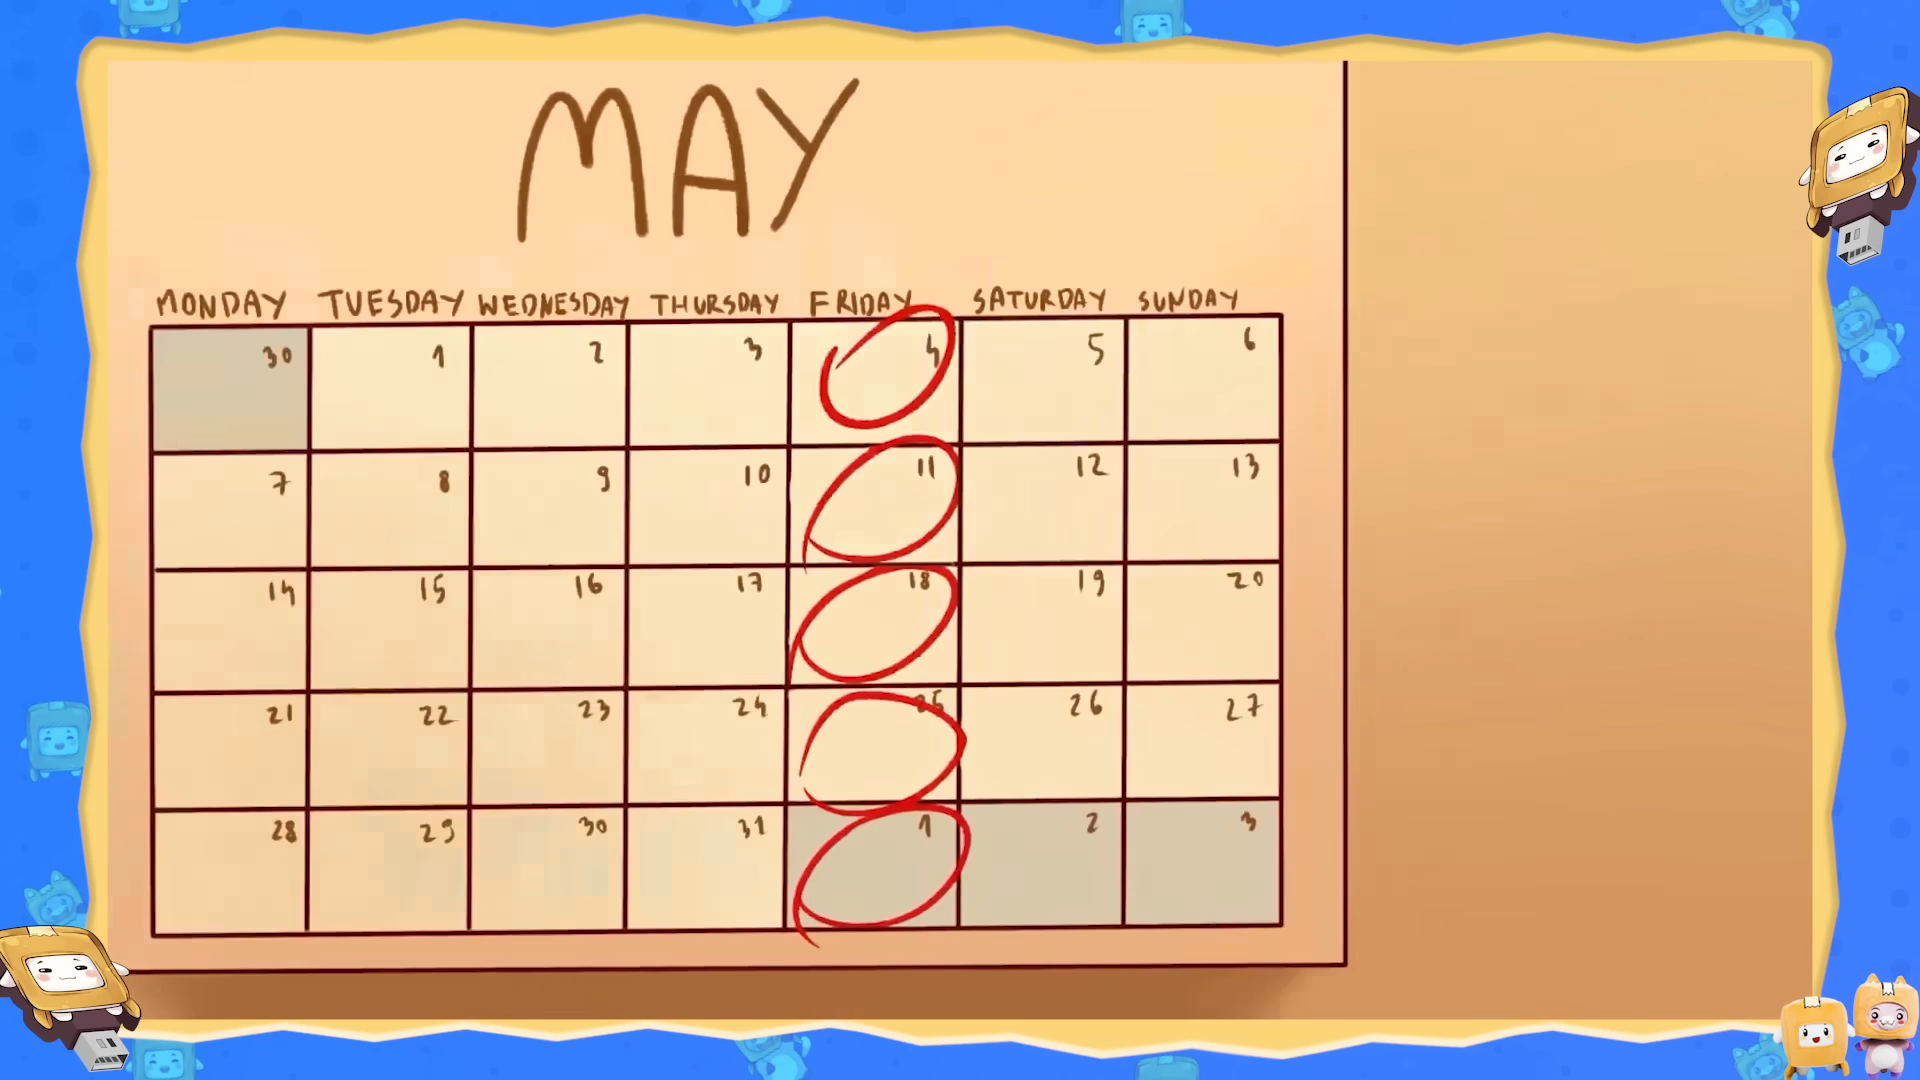 MAY
MONDAY TUESDAY WEDNESDAY THURSDAY FRIDAY SATURDAY SUNDAY
30 1 2 3 4 5 6
7 8 9 10 11 12 13
14 15 16 17 18 19 20
21 22 23 24 25 26 27
28 29 30 31 1 2 3